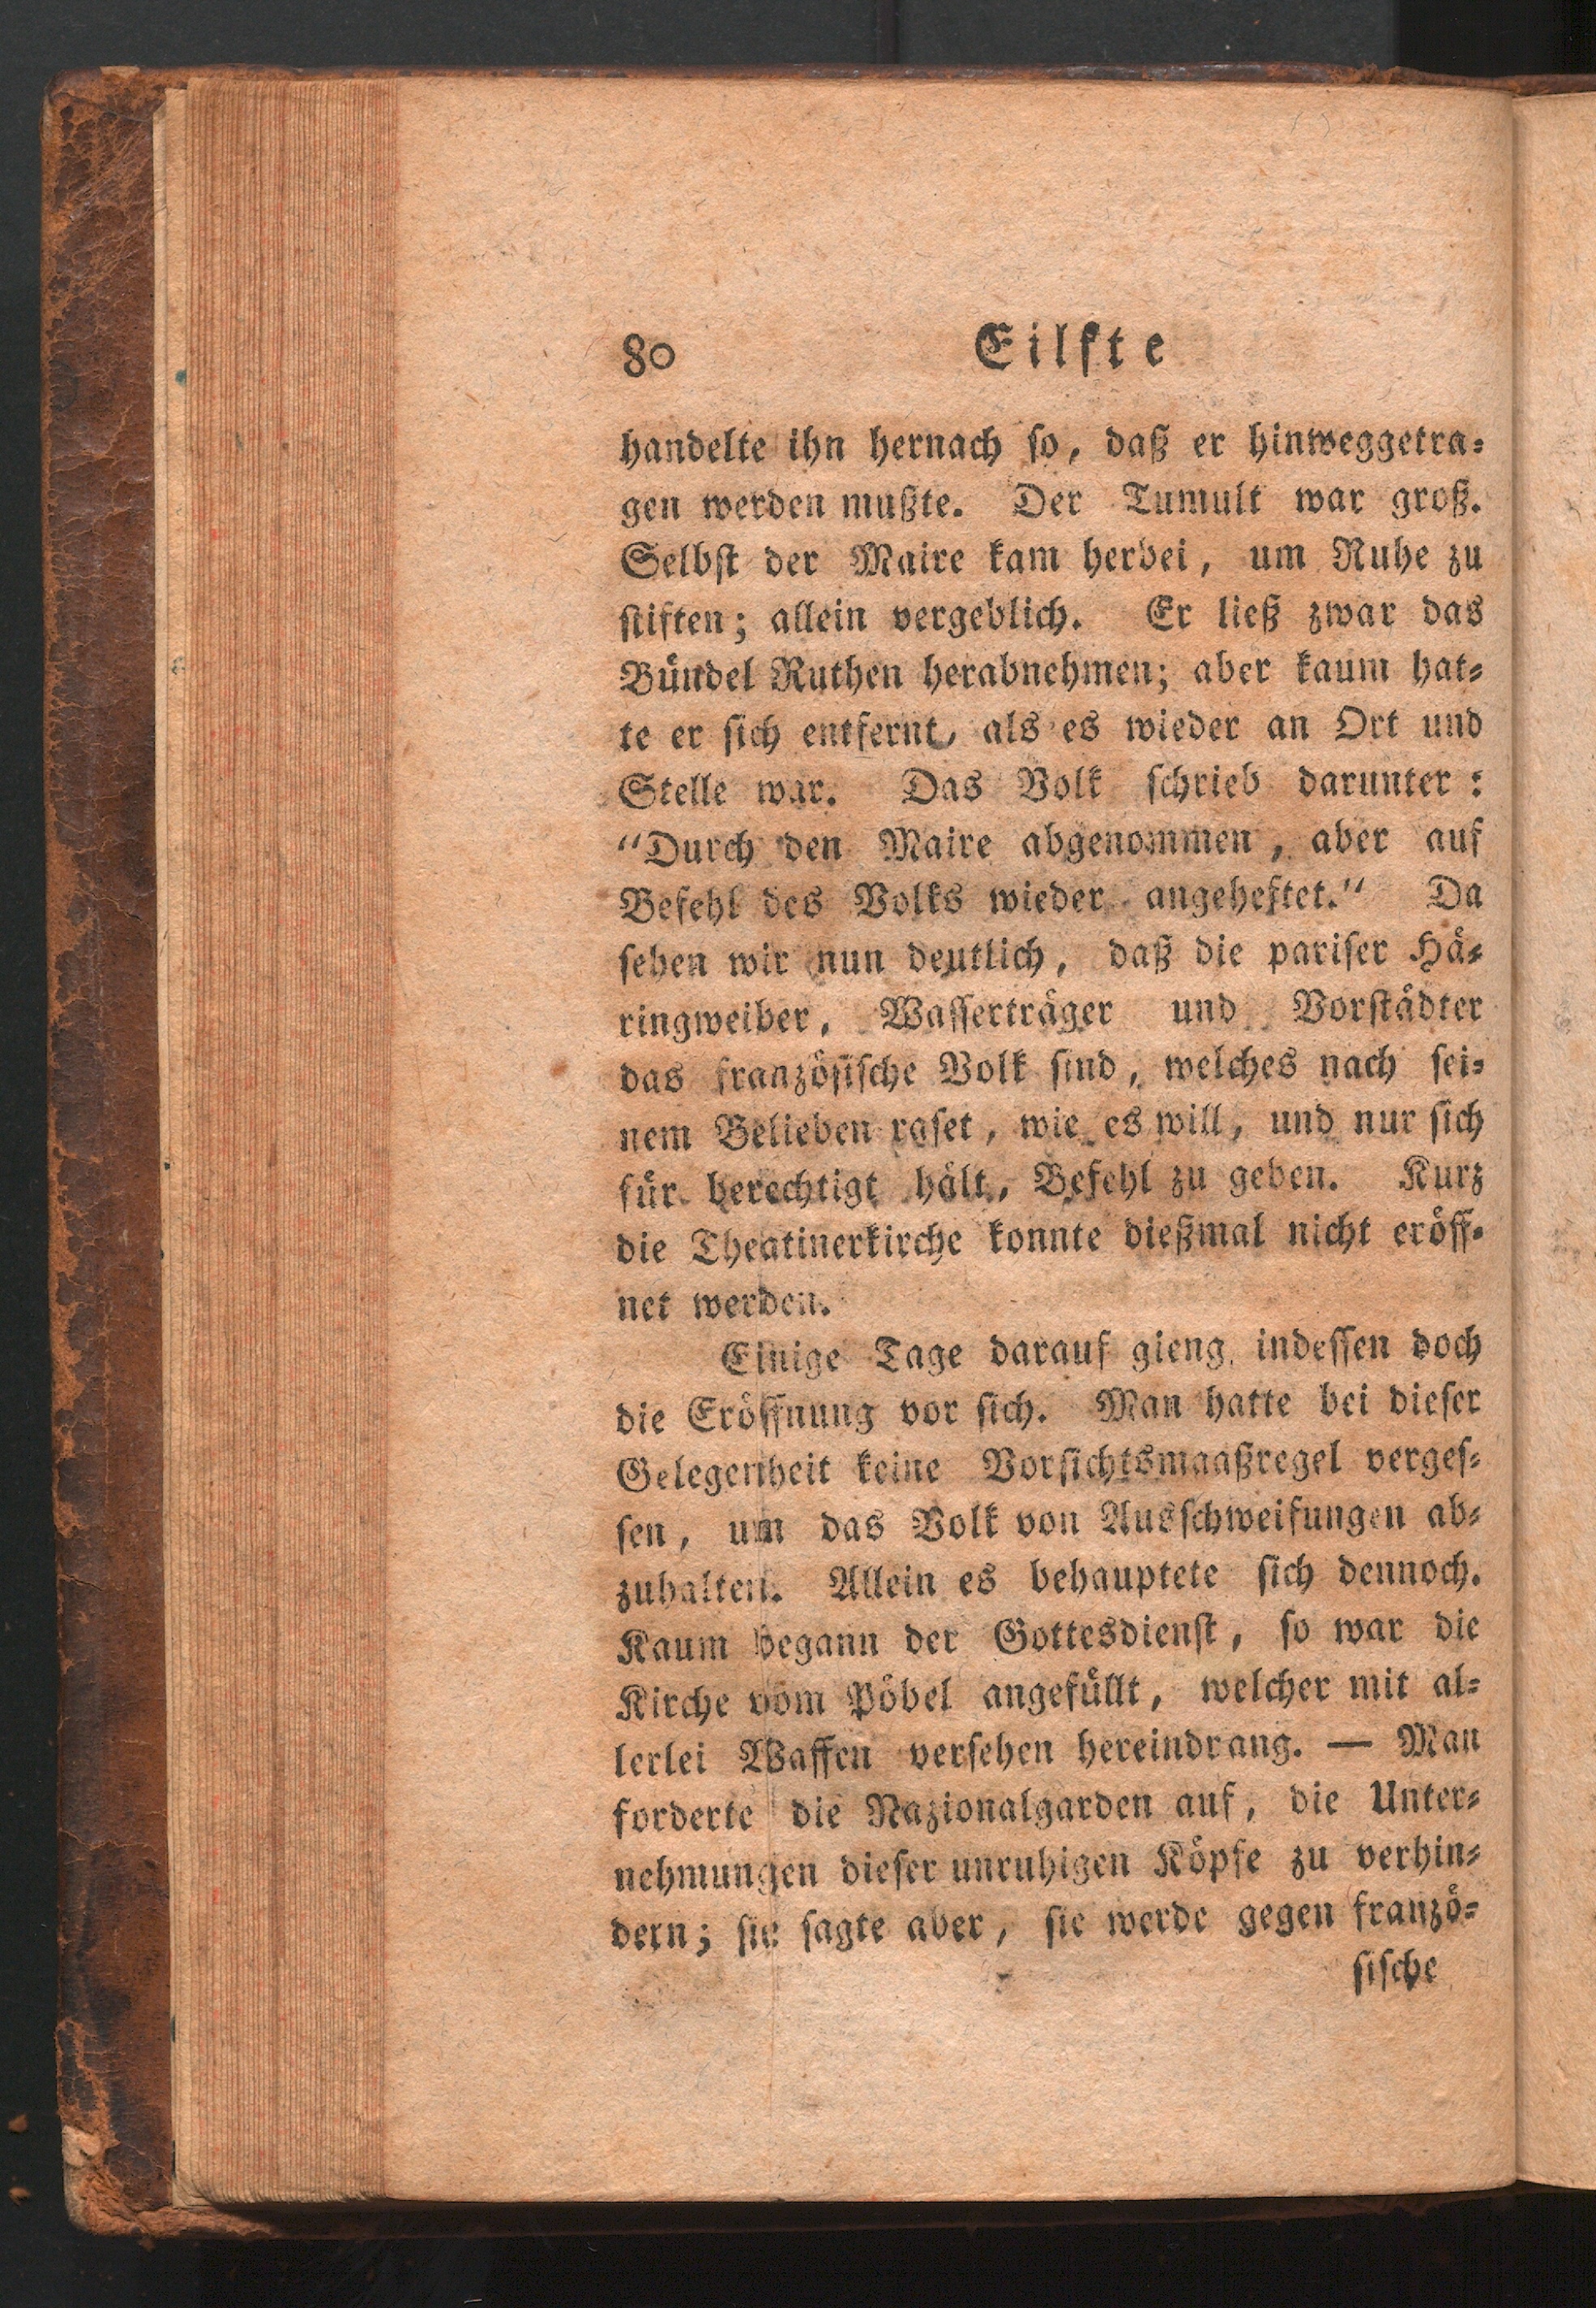 80 Eilfte
handelte ihn hernach so, daß er hinweggetra-
gen werden mußte. Der Tumult war groß.
Selbst der Maire kam herbei, um Ruhe zu
stiften; allein vergeblich. Er ließ zwar das
Bündel Ruthen herabnehmen; aber kaum hat-
te er sich entfernt, als es wieder an Ort und
Stelle war. Das Volk schrieb darunter:
"Durch den Maire abgenommen, aber auf
Befehl des Volks wieder angeheftet." Da
sehen wir nun deutlich, daß die pariser Hä-
ringweiber, Wasserträger und Vorstädter
das französische Volk sind, welches nach sei-
nem Belieben raset, wie es will, und nur sich
für berechtigt hält, Befehl zu geben. Kurz
die Theatinerkirche konnte dießmal nicht eröff-
net werden.
Einige Tage darauf gieng indessen doch
die Eröffnung vor sich. Man hatte bei dieser
Gelegenheit keine Vorsichtsmaaßregel verges-
sen, um das Volk von Ausschweifungen ab-
zuhalten. Allein es behauptete sich dennoch.
Kaum begann der Gottesdienst, so war die
Kirche vom Pöbel angefüllt, welcher mit al-
lerlei Waffen versehen hereindrang. — Man
forderte die Nazionalgarden auf, die Unter-
nehmungen dieser unruhigen Köpfe zu verhin-
dern; sie sagte aber, sie werde gegen franzö-
sische